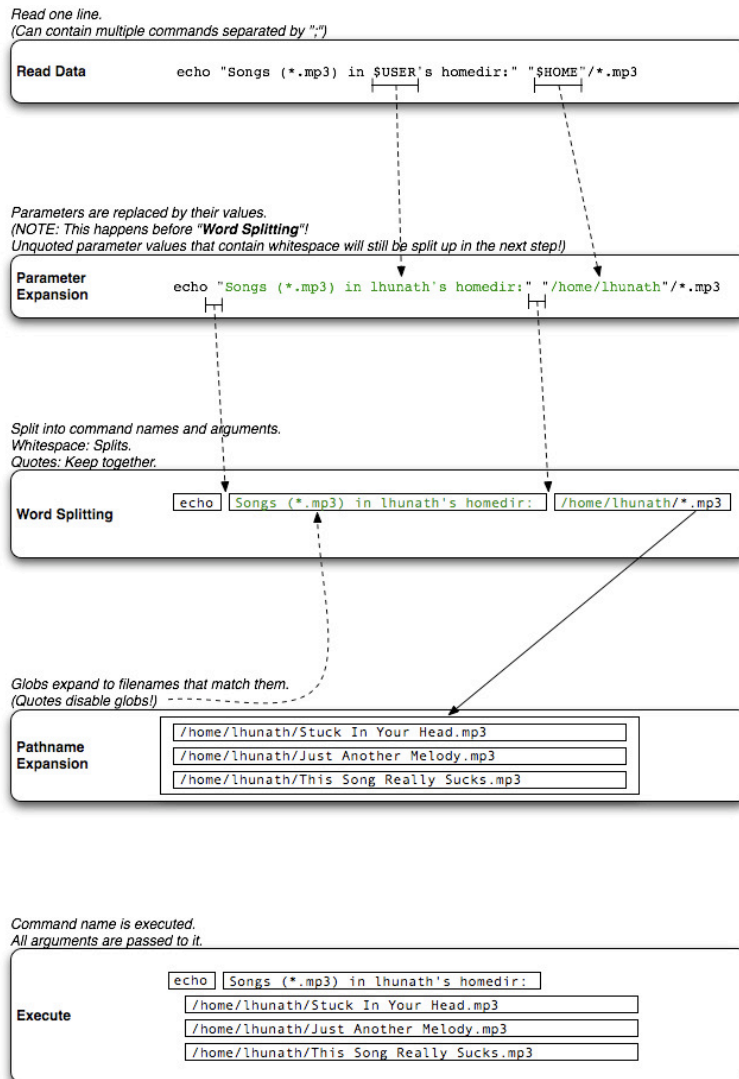 Read one line.
(Can contain multiple commands separated by ";")
Read Data
echo "Songs (*.mp3) in $USER's homedir:" "$HOME"/*.mp3
Parameters are replaced by their values.
(NOTE: This happens before "Word Splitting"!
Unquoted parameter values that contain whitespace will still be split up in the next step!)
Parameter
Expansion
echo "Songs (*.mp3) in lhunath's homedir:" "/home/lhunath"/*.mp3
Split into command names and arguments.
Whitespace: Splits.
Quotes: Keep together.
Word Splitting
echo Songs (*.mp3) in lhunath's homedir: /home/lhunath/*.mp3
Globs expand to filenames that match them.
(Quotes disable globs!)
Pathname
Expansion
/home/lhunath/Stuck In Your Head.mp3
/home/lhunath/Just Another Melody.mp3
/home/lhunath/This Song Really Sucks.mp3
Command name is executed.
All arguments are passed to it.
Execute
echo Songs (*.mp3) in lhunath's homedir:
/home/lhunath/Stuck In Your Head.mp3
/home/lhunath/Just Another Melody.mp3
/home/lhunath/This Song Really Sucks.mp3